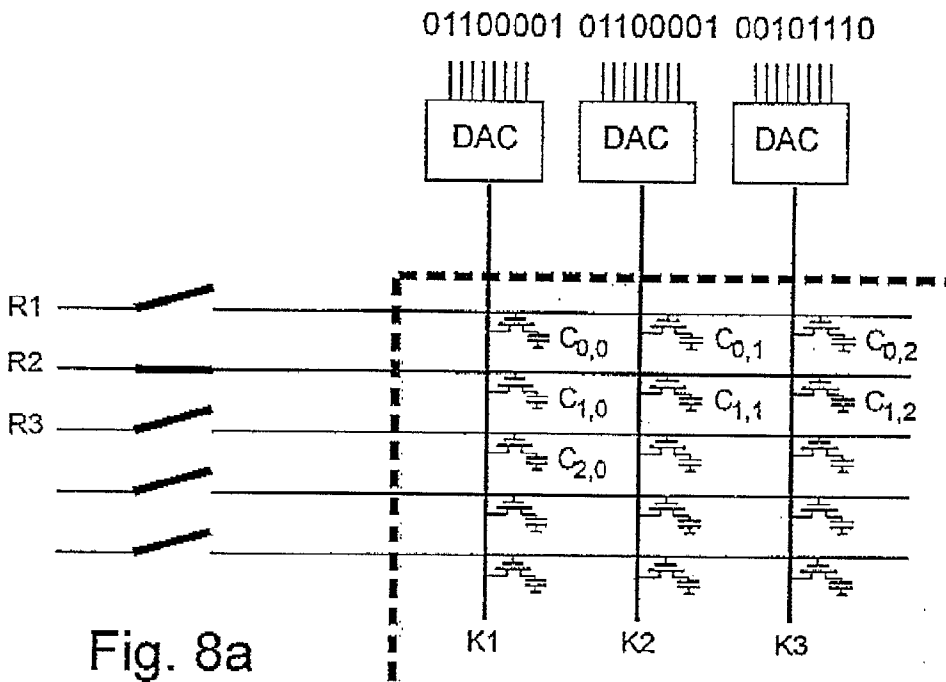 01100001 01100001 00101110
DAC DAC DAC
R1
C0,0 C0,1 C0,2
R2
C1,0 C1,1 C1,2
R3
C2,0
K1 K2 K3
Fig. 8a